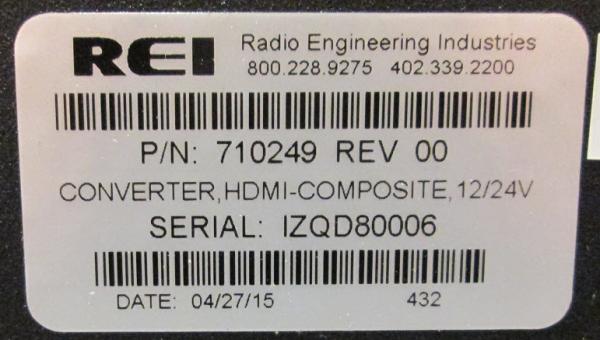 REI Radio Engineering Industries
800.228.9275 402.339.2200
P/N: 710249 REV 00
CONVERTER,HDMI-COMPOSITE,12/24V
SERIAL: IZQD80006
DATE: 04/27/15 432